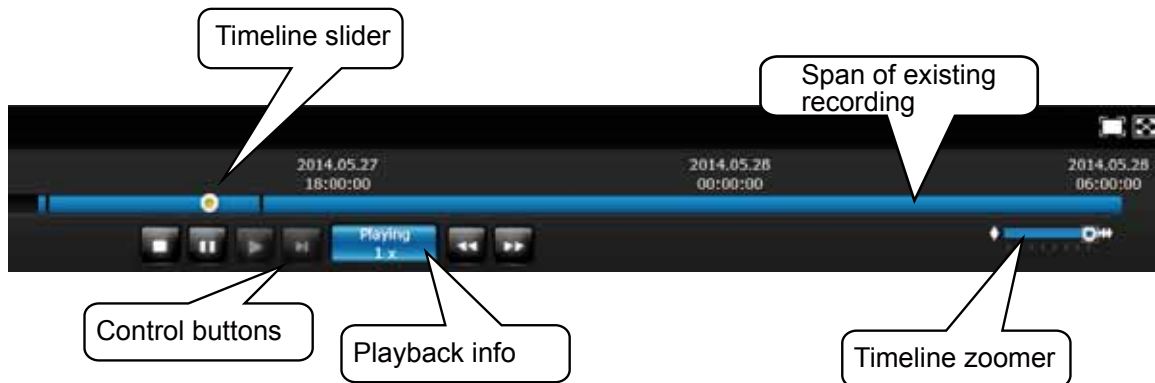 Timeline slider
Span of existing
recording
2014.05.27
18:00:00
2014.05.28
00:00:00
2014.05.28
06:00:00
Playing
1 x
Control buttons
Playback info
Timeline zoomer